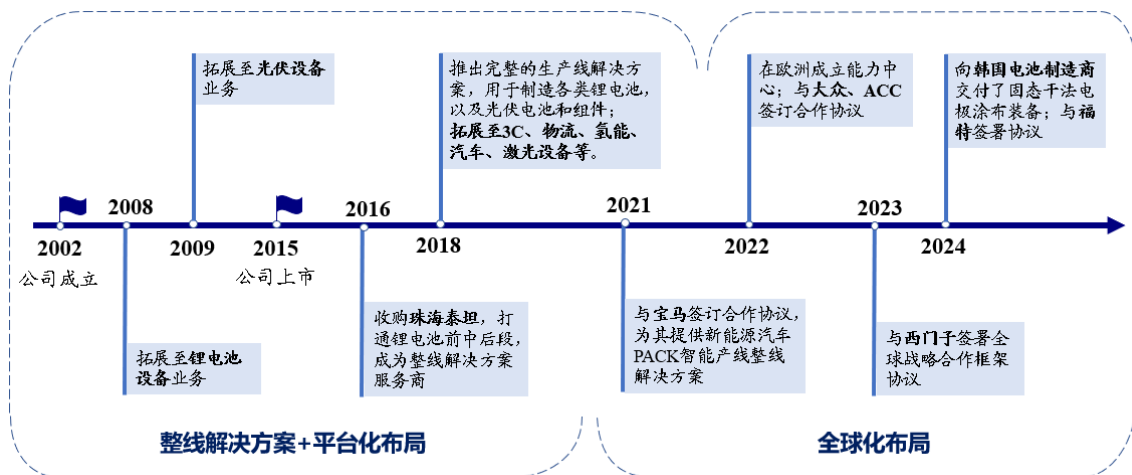 拓展至光伏设备
业务
推出完整的生产线解决方
案，用于制造各类锂电池，
以及光伏电池和组件；
拓展至3C、物流、氢能、
汽车、激光设备等。
在欧洲成立能力中
心；与大众、ACC
签订合作协议
向韩国电池制造商
交付了固态干法电
极涂布装备；与福
特签署协议
2002
公司成立
2008
2009
2015
公司上市
2016
2018
2021
2022
2023
2024
拓展至锂电池
设备业务
收购珠海泰坦，打
通锂电池前中后段，
成为整线解决方案
服务商
与宝马签订合作协议，
为其提供新能源汽车
PACK智能产线整线
解决方案
与西门子签署全
球战略合作框架
协议
整线解决方案+平台化布局
全球化布局